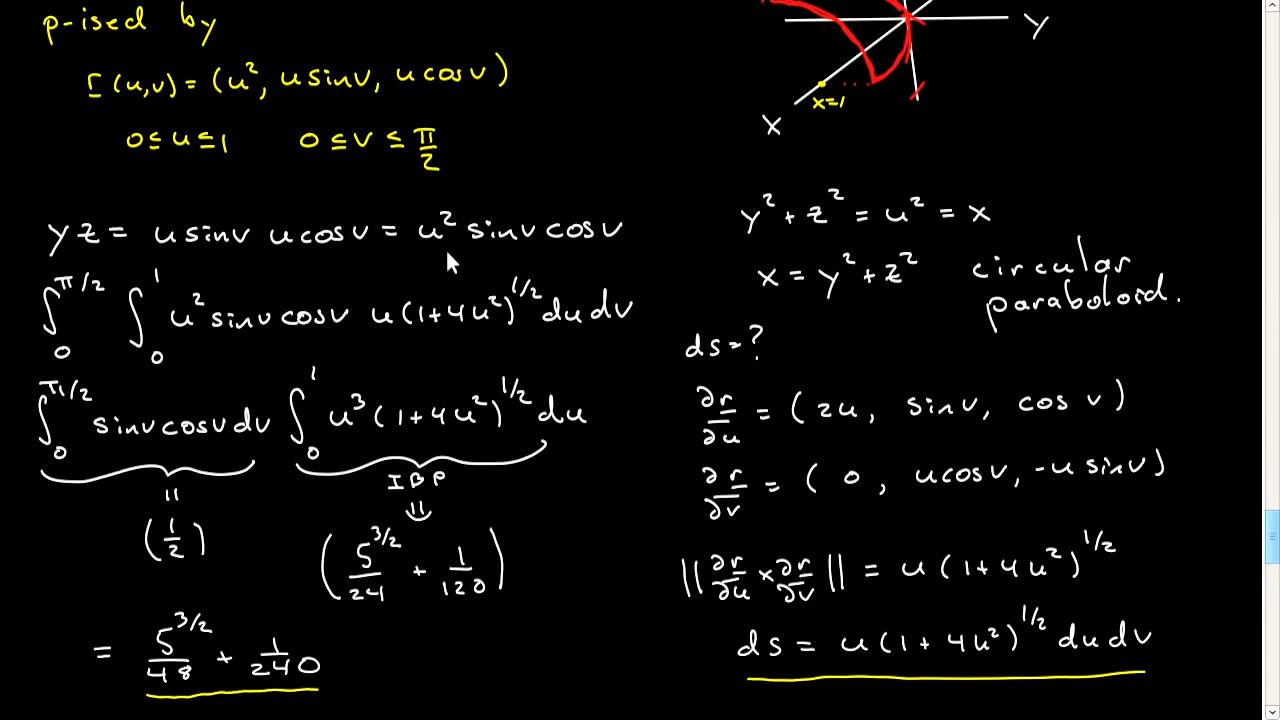 p-ised by
r(u,v) = (u², u sin v, u cos v)
0 ≤ u ≤ 1    0 ≤ v ≤ π/2
yz = u sin v u cos v = u² sin v cos v
∫₀^π/2 ∫₀^1 u² sin v cos v u(1+4u²)^1/2 du dv
∫₀^π/2 sin v cos v dv ∫₀^1 u³(1+4u²)^1/2 du
IBP
= =
(1/2)    (5^3/2/24 + 1/120)
= 5^3/2/48 + 1/240
Y
x=1
X
y² + z² = u² = x
x = y² + z² circular
paraboloid.
ds = ?
∂r/∂u = (2u, sin v, cos v)
∂r/∂v = (0, u cos v, -u sin v)
||∂r/∂u × ∂r/∂v|| = u(1+4u²)^1/2
ds = u(1+4u²)^1/2 du dv